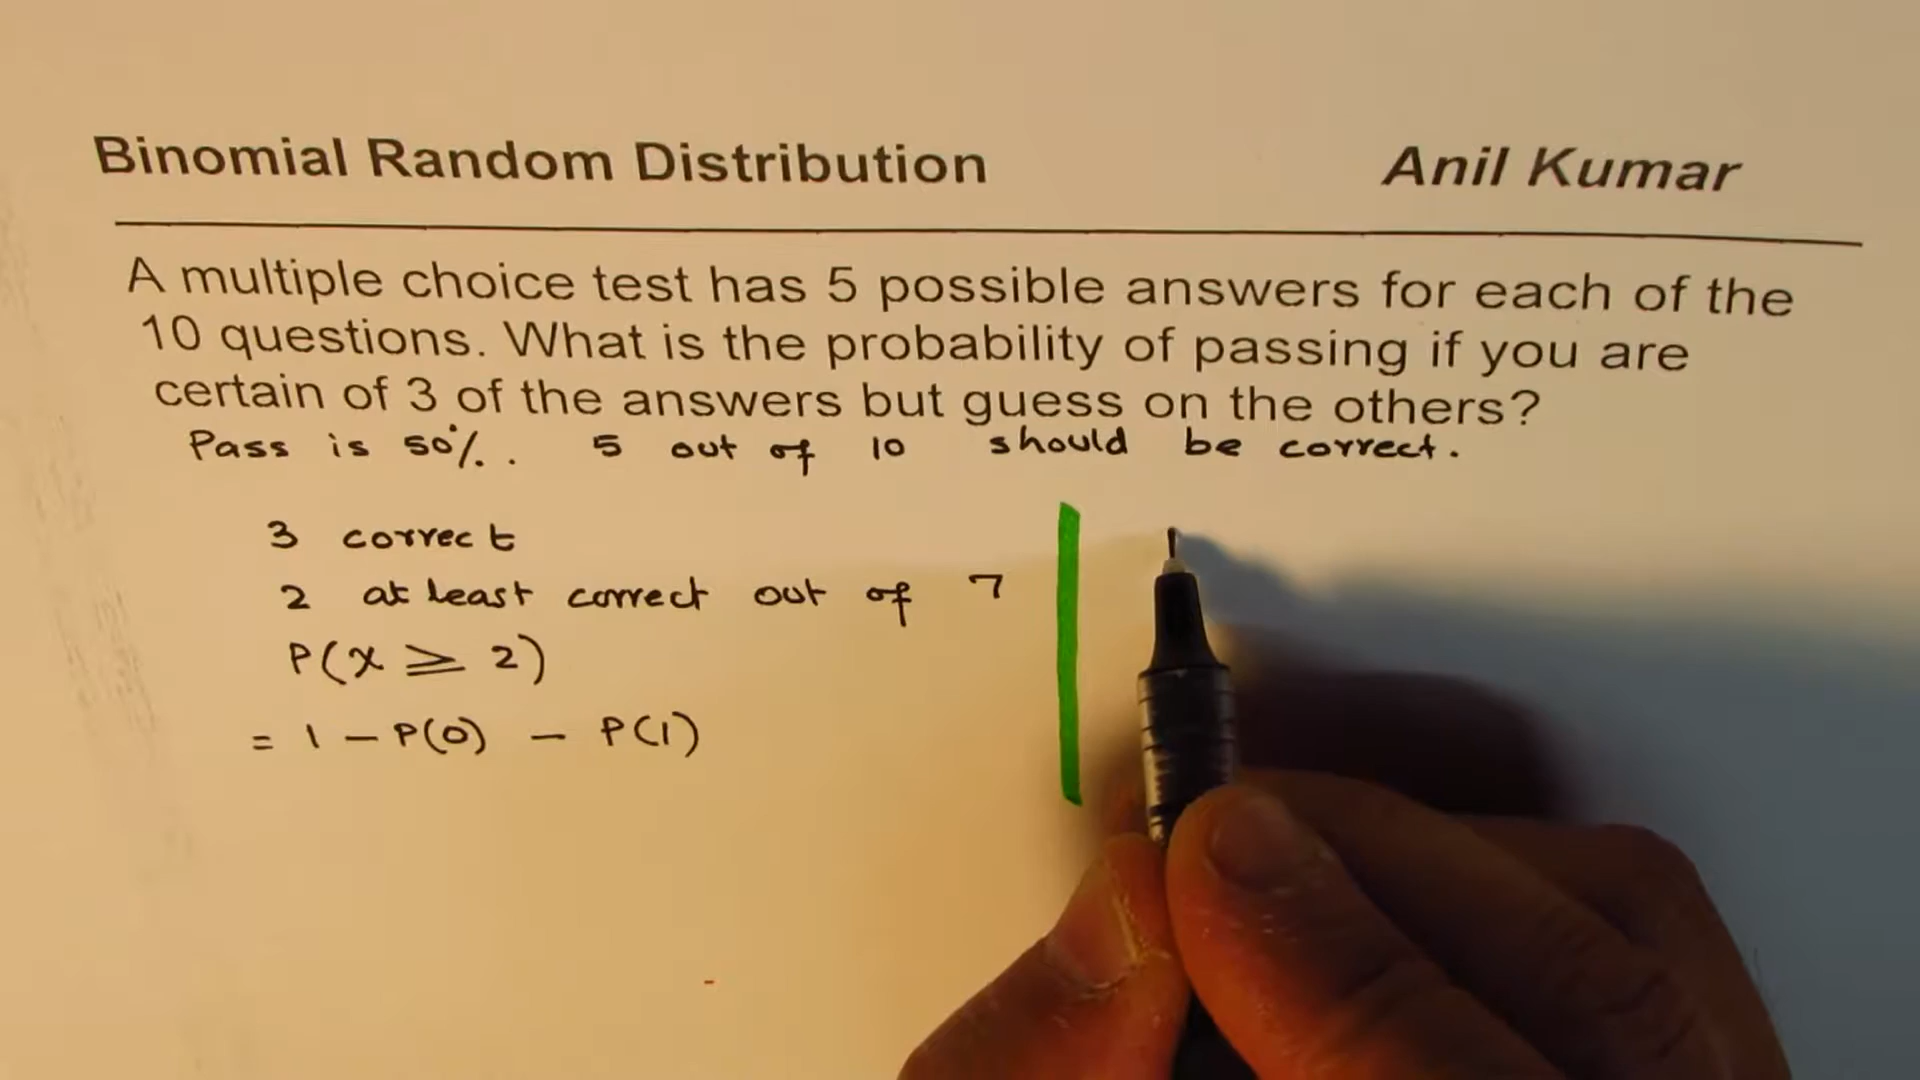 Binomial Random Distribution Anil Kumar
A multiple choice test has 5 possible answers for each of the
10 questions. What is the probability of passing if you are
certain of 3 of the answers but guess on the others?
Pass is 50%. 5 out of 10 should be correct.
3 correct
2 at least correct out of 7
P(x ≥ 2)
= 1 - P(0) - P(1)